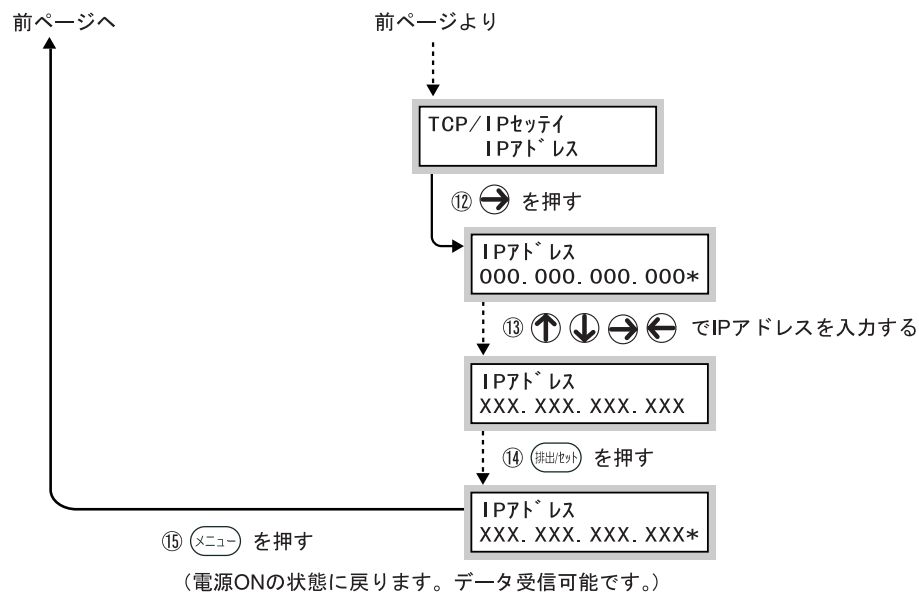 前ページへ
前ページより
TCP/IPｾｯﾃｲ
IPｱﾄﾞﾚｽ
⑫ を押す
IPｱﾄﾞﾚｽ
000.000.000.000*
⑬ でIPアドレスを入力する
IPｱﾄﾞﾚｽ
XXX.XXX.XXX.XXX
⑭ 排出/ｾｯﾄ を押す
IPｱﾄﾞﾚｽ
XXX.XXX.XXX.XXX*
⑮ メニュー を押す
（電源ONの状態に戻ります。データ受信可能です。）